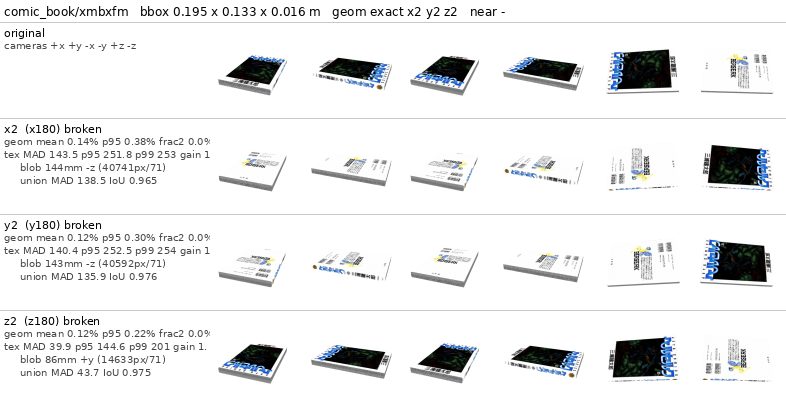 comic_book/xmbxfm   bbox 0.195 x 0.133 x 0.016 m   geom exact x2 y2 z2   near -
original
cameras +x +y -x -y +z -z
x2  (x180) broken
geom mean 0.14% p95 0.38% frac2 0.0%
tex MAD 143.5 p95 251.8 p99 253 gain 1
blob 144mm -z (40741px/71)
union MAD 138.5 IoU 0.965
y2  (y180) broken
geom mean 0.12% p95 0.30% frac2 0.0%
tex MAD 140.4 p95 252.5 p99 254 gain 1
blob 143mm -z (40592px/71)
union MAD 135.9 IoU 0.976
z2  (z180) broken
geom mean 0.12% p95 0.22% frac2 0.0%
tex MAD 39.9 p95 144.6 p99 201 gain 1.
blob 86mm +y (14633px/71)
union MAD 43.7 IoU 0.975
BERSERK